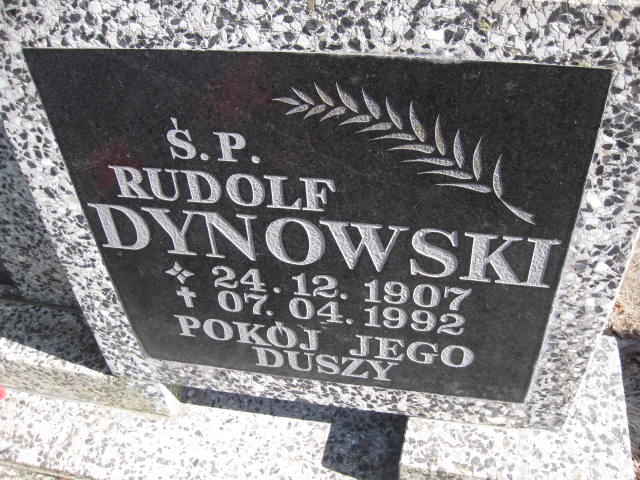 Ś.P.
RUDOLF
DYNOWSKI
24.12.1907
07.04.1992
POKÓJ JEGO
DUSZY